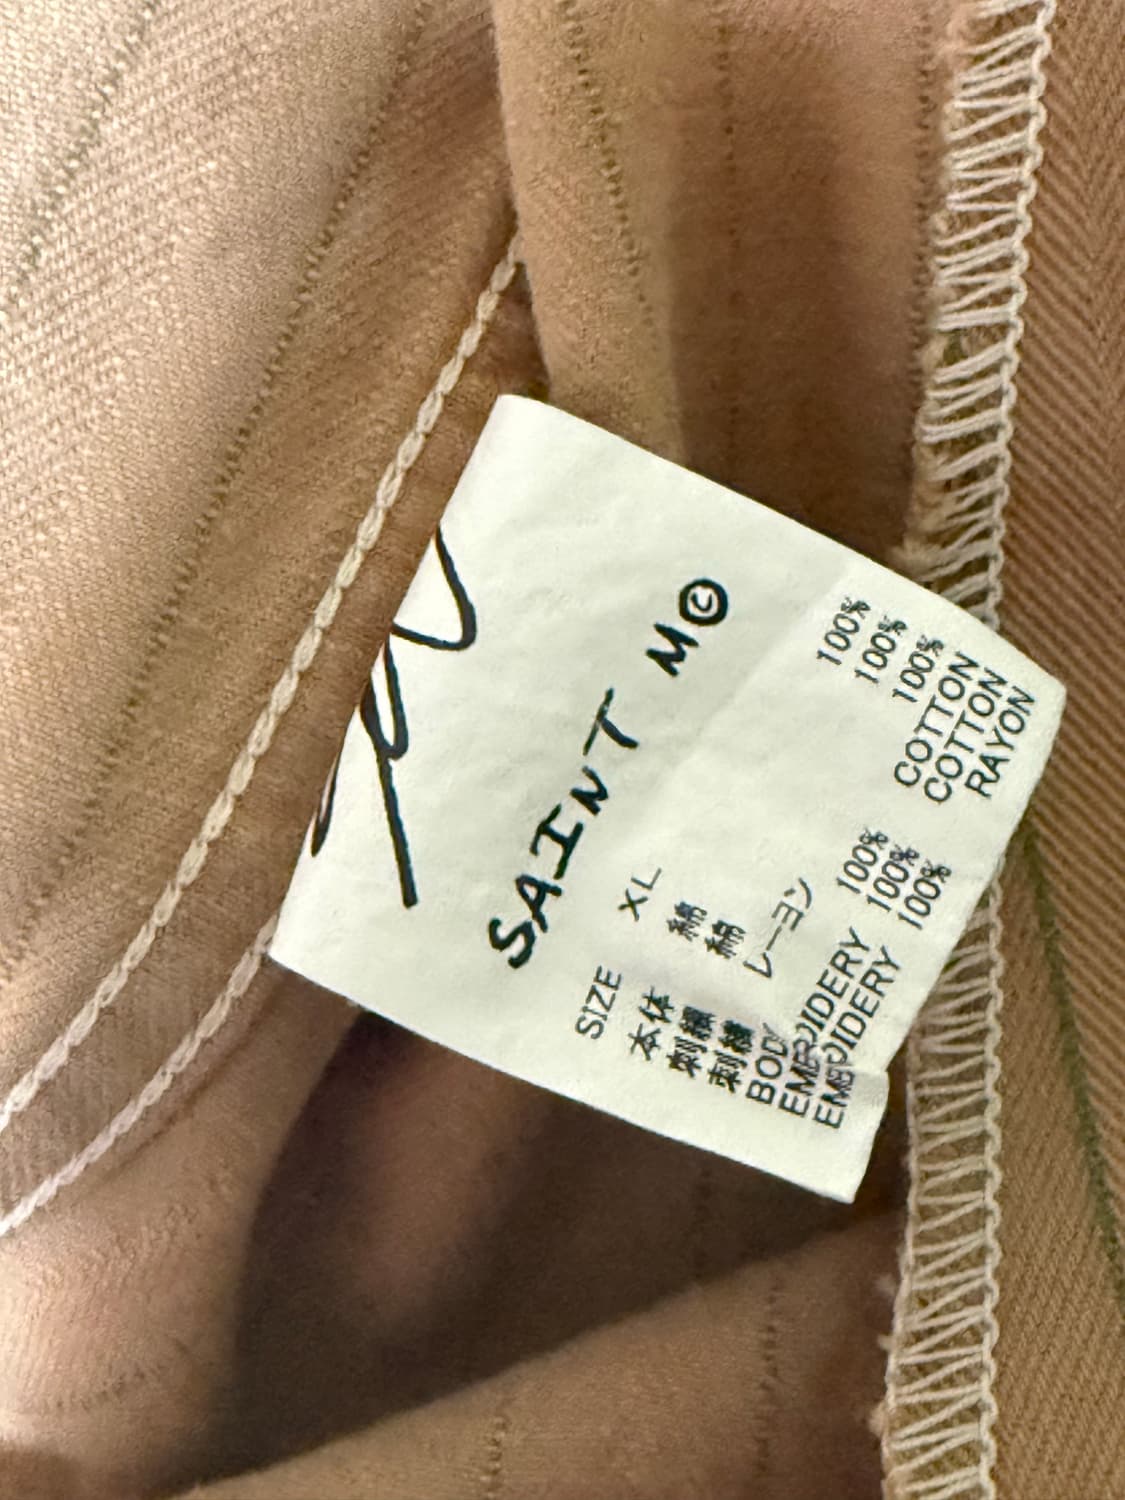 SAINT M©
SIZE XL
本体 綿 100%
刺繍 綿 100%
刺繍 レーヨン 100%
BODY 100% COTTON
EMBROIDERY 100% COTTON
EMBROIDERY 100% RAYON